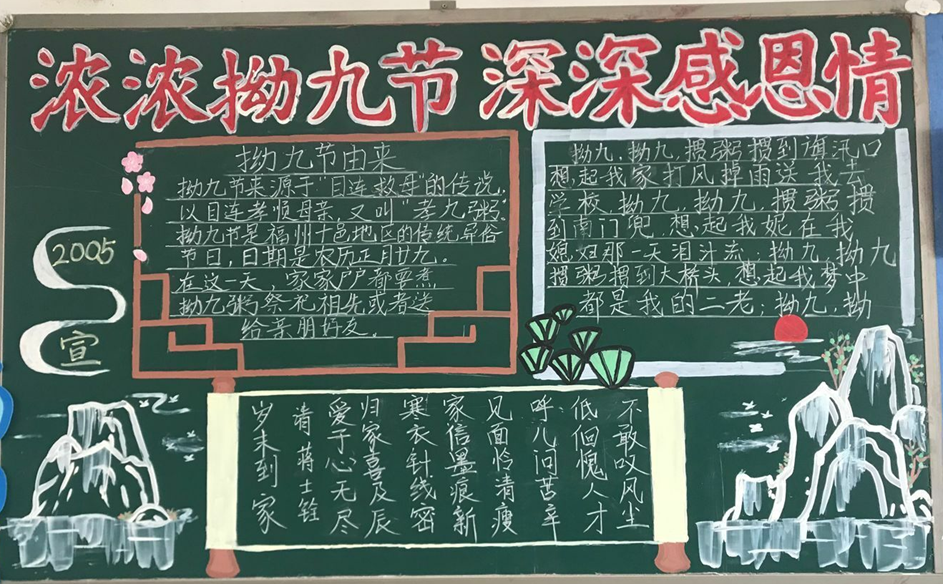 浓浓拗九节 深深感恩情
拗九节由来
拗九节来源于“目连救母”的传说,
以目连孝顺母亲,又叫“孝九粥”,
拗九节是福州十邑地区的传统异俗
节日,日期是农历正月廿九。
在这一天,家家户户都要煮
拗九粥祭祀祖先或者送
给亲朋好友。
拗九、拗九,掼粥掼到汛口
想起我家打风掉雨送我去
学校、拗九,拗九,掼粥掼
到南门兜,想起我妮在我
媳妇那一天泪汁流;拗九,拗九
掼粥掼到大桥头,想起我梦中
都是我的二老;拗九,拗
2005
宣
岁末到家
清 蒋士铨
爱子心无尽
归家喜及辰
寒衣针线密
家信墨痕新
见面怜清瘦
呼儿问苦辛
低佪愧人才
不敢叹风尘